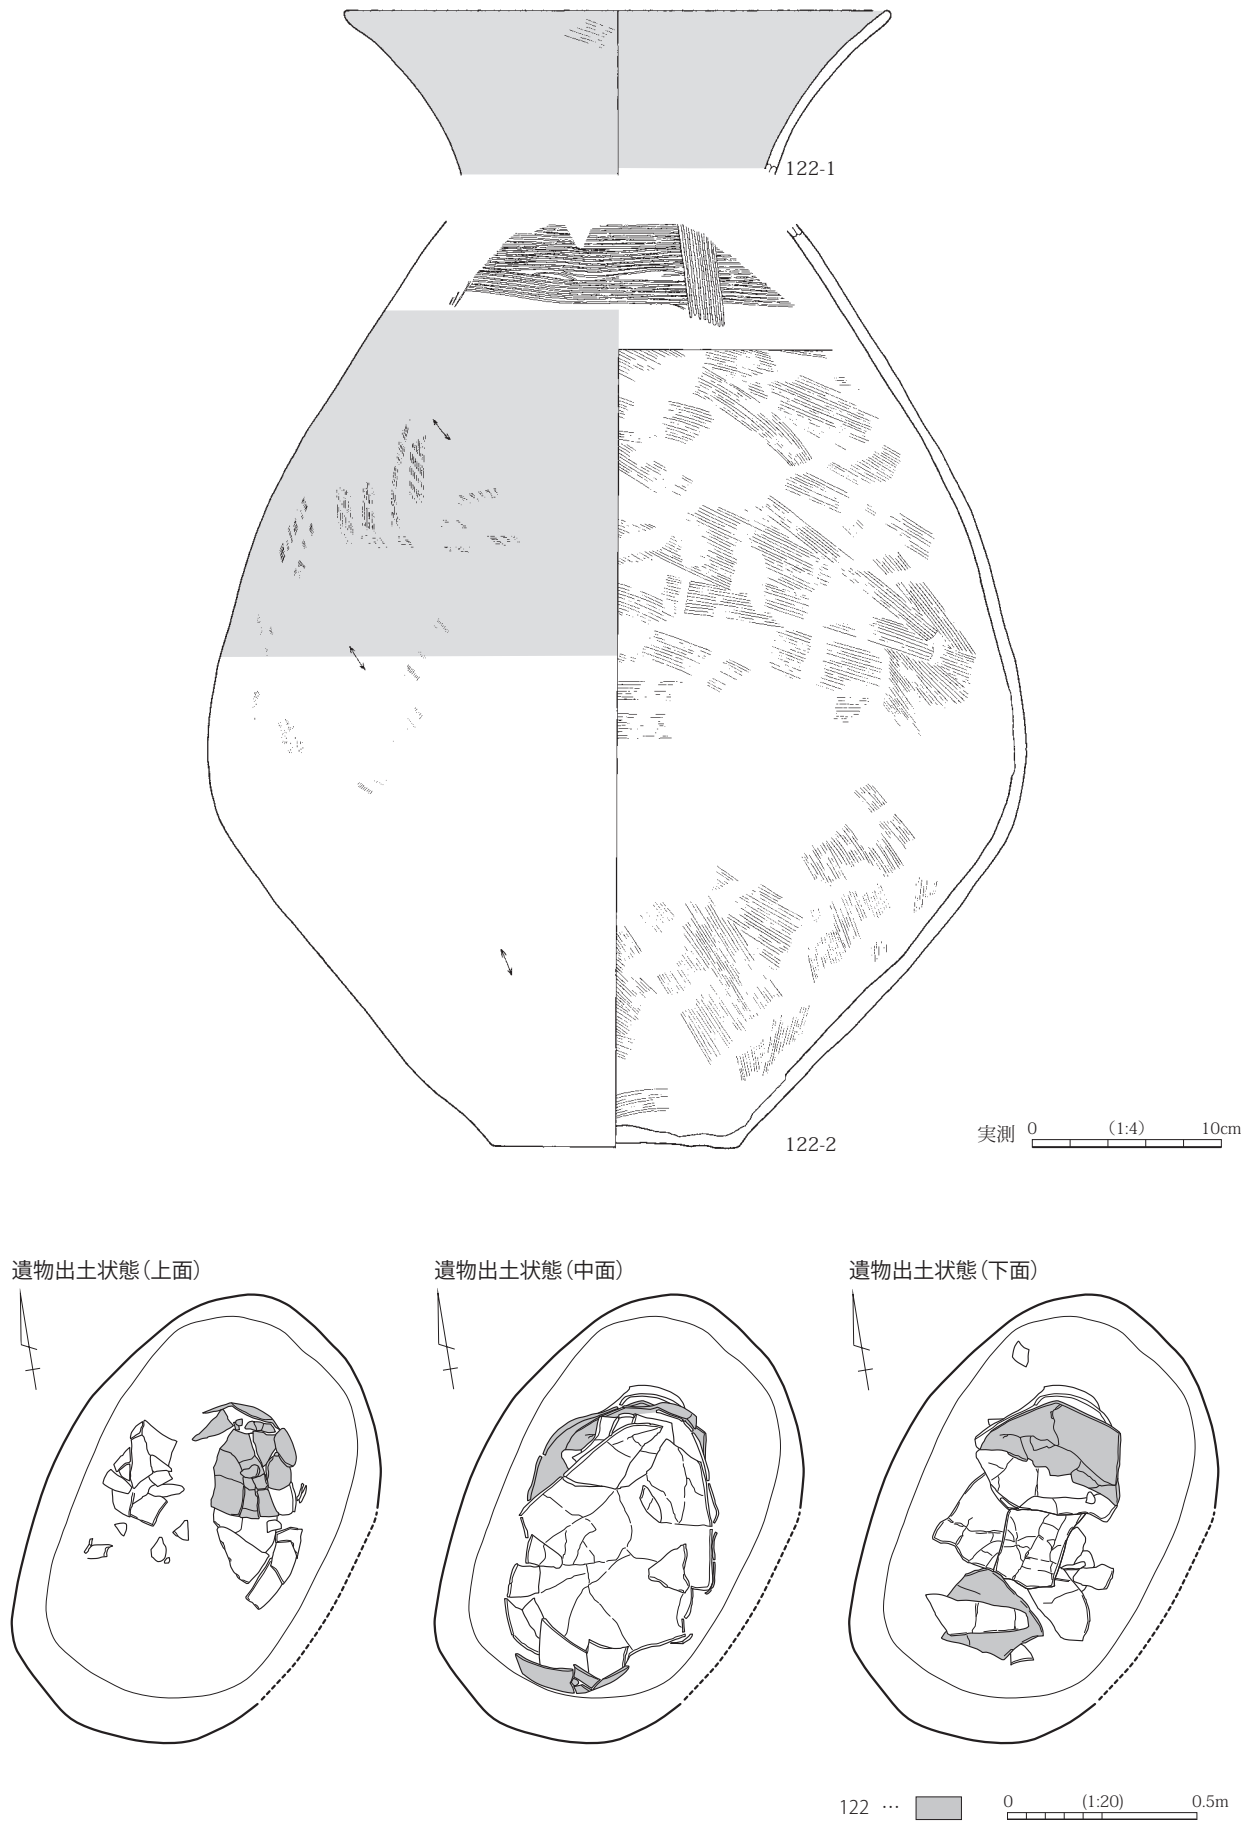 122-1
122-2
実測 0 (1:4) 10cm
遺物出土状態(上面)
遺物出土状態(中面)
遺物出土状態(下面)
122 … 0 (1:20) 0.5m